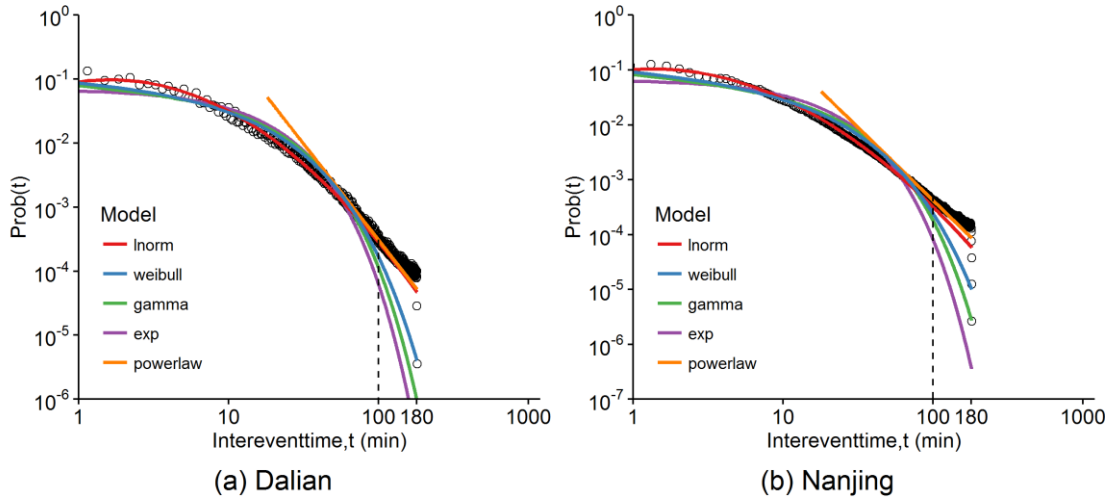 10^0
10^-1
10^-2
10^-3
10^-4
10^-5
10^-6
Prob(t)
Model
lnorm
weibull
gamma
exp
powerlaw
1 10 100 180 1000
Intereventtime,t (min)
(a) Dalian
10^0
10^-1
10^-2
10^-3
10^-4
10^-5
10^-6
10^-7
Prob(t)
Model
lnorm
weibull
gamma
exp
powerlaw
1 10 100 180 1000
Intereventtime,t (min)
(b) Nanjing